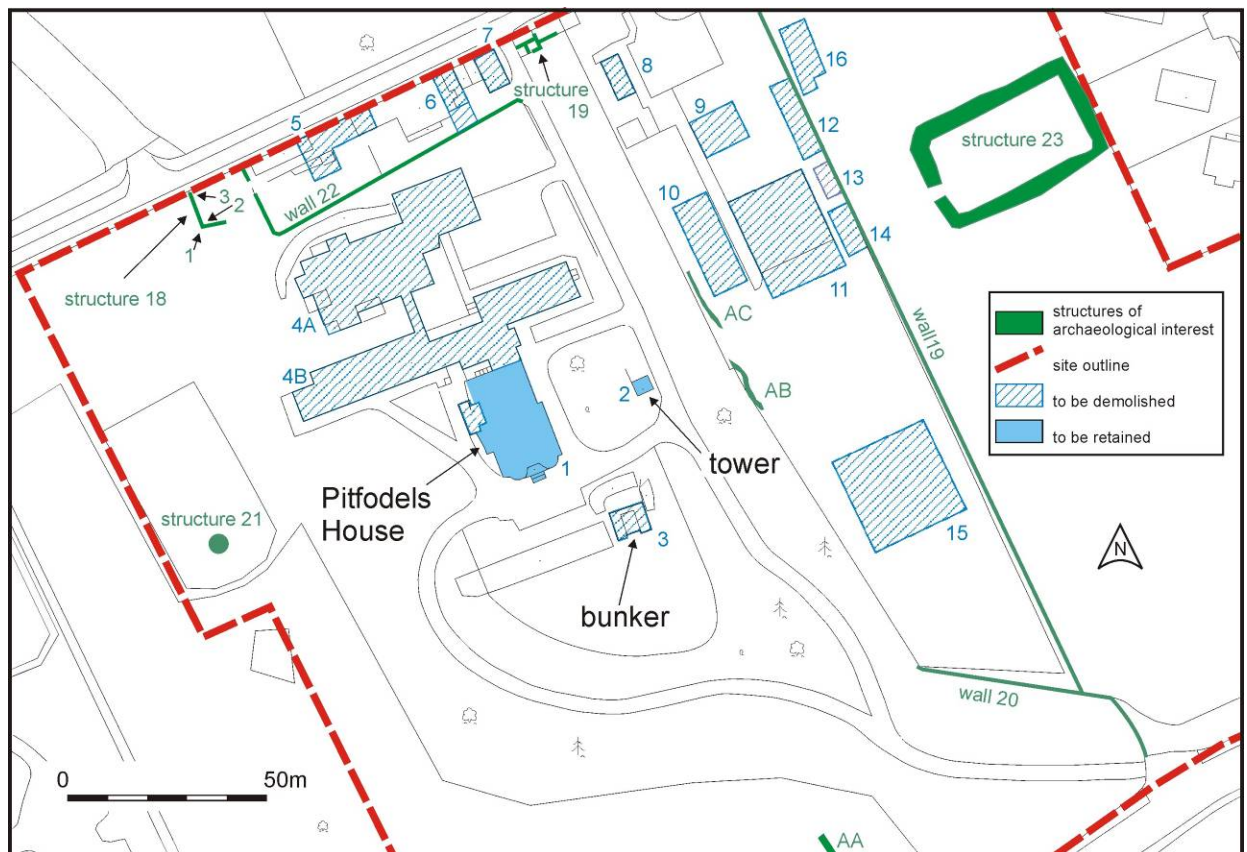 7
structure
19
8
16
6
5
9
12
structure 23
3
2
wall 22
13
1
10
14
structure 18
11
structures of
archaeological interest
4A
AC
site outline
wall19
to be demolished
4B
AB
2
to be retained
tower
1
Pitfodels
House
structure 21
15
3
N
bunker
wall 20
0
50m
AA